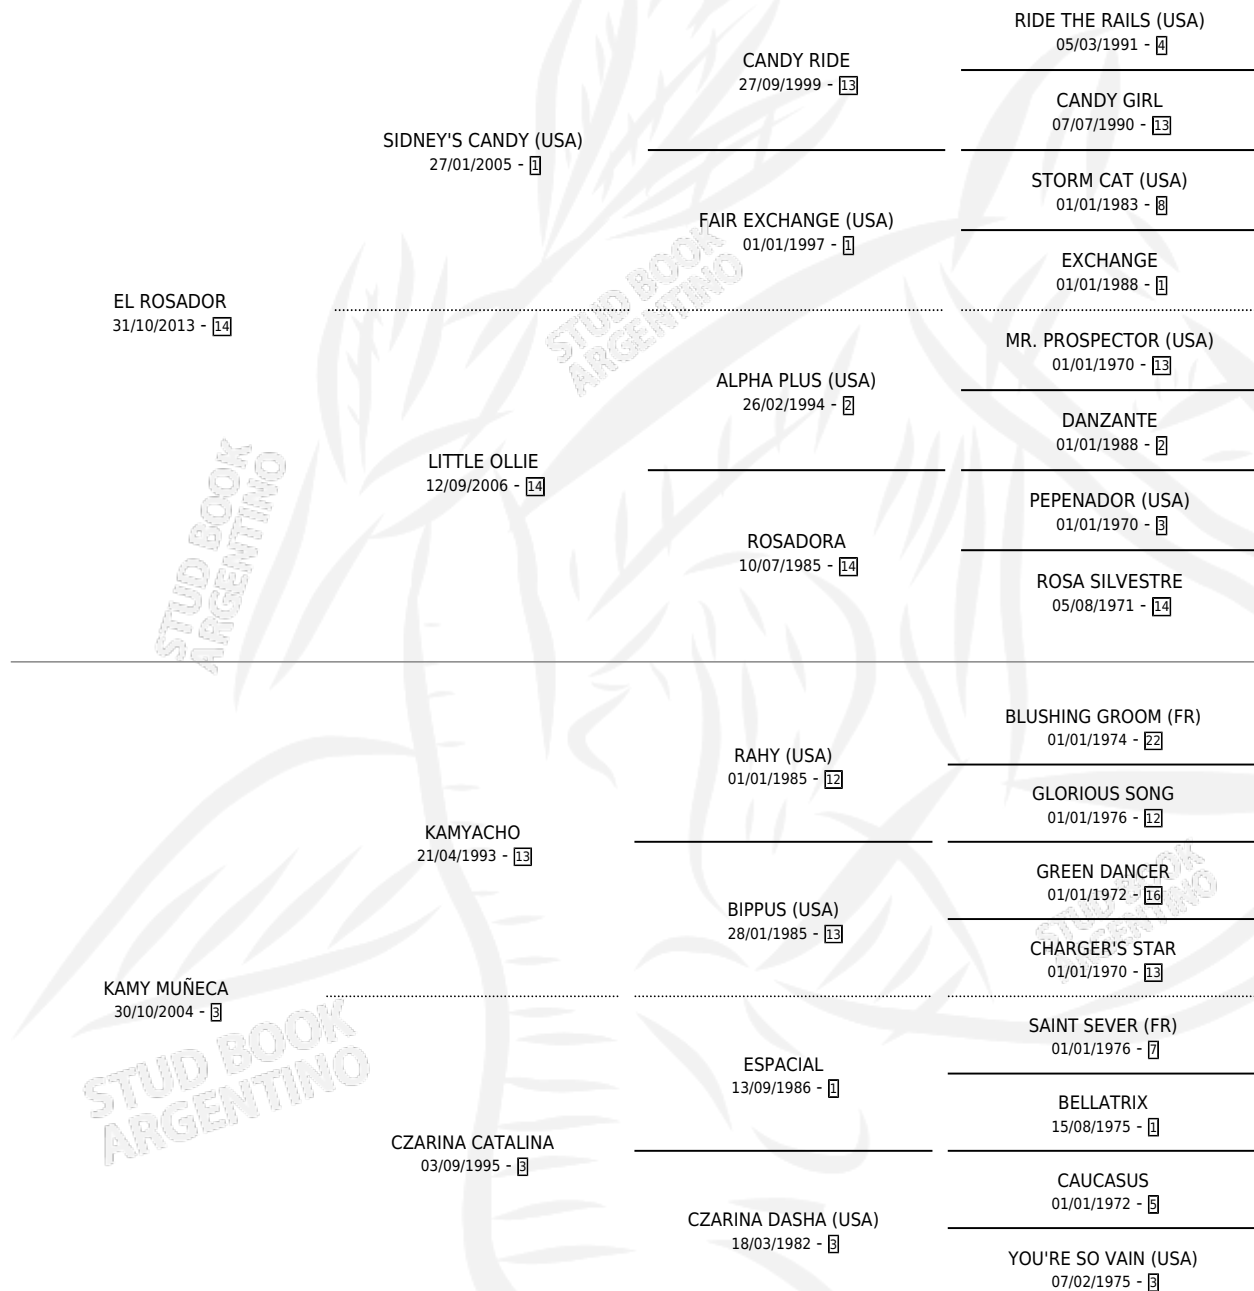 RIDE THE RAILS (USA)
05/03/1991 - 4
CANDY RIDE
27/09/1999 - 13
CANDY GIRL
07/07/1990 - 13
SIDNEY'S CANDY (USA)
27/01/2005 - 1
STORM CAT (USA)
01/01/1983 - 8
FAIR EXCHANGE (USA)
01/01/1997 - 1
EXCHANGE
01/01/1988 - 1
EL ROSADOR
31/10/2013 - 14
STUD BOOK
ARGENTINO
MR. PROSPECTOR (USA)
01/01/1970 - 13
ALPHA PLUS (USA)
26/02/1994 - 2
DANZANTE
01/01/1988 - 2
LITTLE OLLIE
12/09/2006 - 14
PEPENADOR (USA)
01/01/1970 - 3
ROSADORA
10/07/1985 - 14
ROSA SILVESTRE
05/08/1971 - 14
STUD BOOK
ARGENTINO
BLUSHING GROOM (FR)
01/01/1974 - 22
RAHY (USA)
01/01/1985 - 12
GLORIOUS SONG
01/01/1976 - 12
KAMYACHO
21/04/1993 - 13
GREEN DANCER
01/01/1972 - 16
BIPPUS (USA)
28/01/1985 - 13
CHARGER'S STAR
01/01/1970 - 13
STUD BOOK
ARGENTINO
KAMY MUÑECA
30/10/2004 - 3
SAINT SEVER (FR)
01/01/1976 - 7
ESPACIAL
13/09/1986 - 1
BELLATRIX
15/08/1975 - 1
STUD BOOK
ARGENTINO
CZARINA CATALINA
03/09/1995 - 3
CAUCASUS
01/01/1972 - 5
CZARINA DASHA (USA)
18/03/1982 - 3
YOU'RE SO VAIN (USA)
07/02/1975 - 3